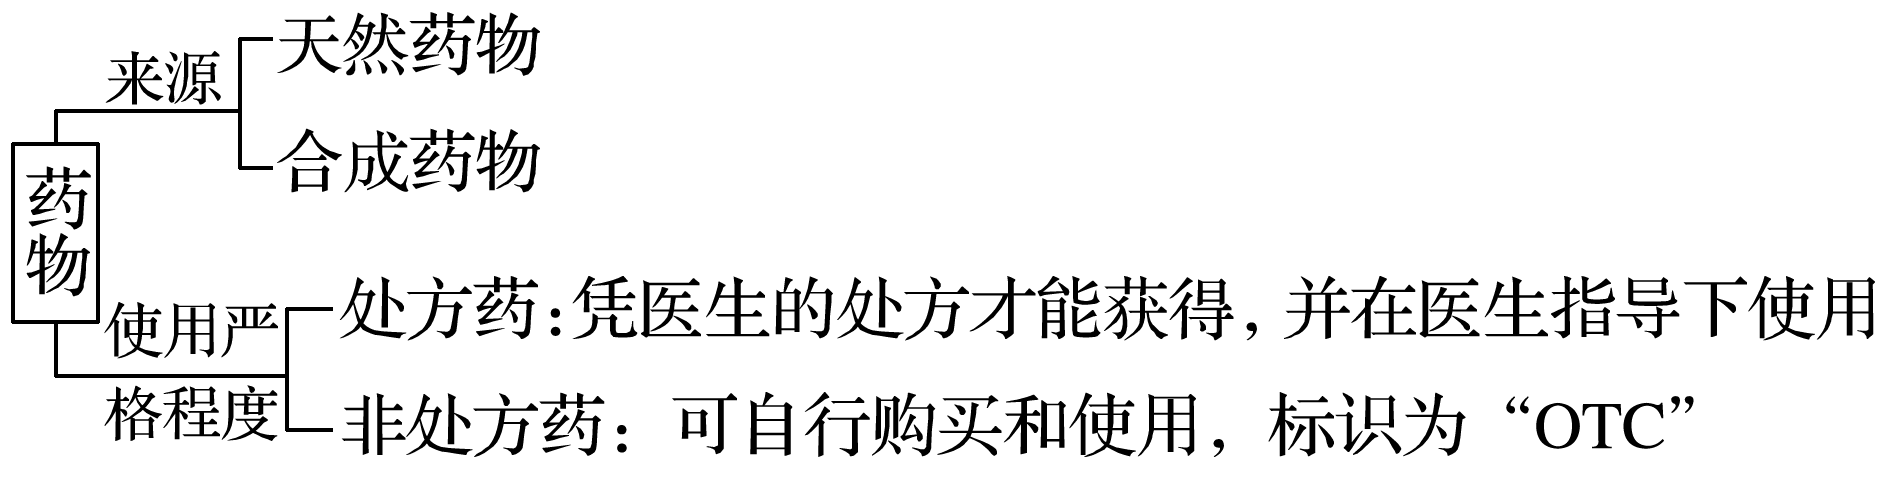 天然药物
来源
合成药物
药物
处方药:凭医生的处方才能获得,并在医生指导下使用
使用严
格程度
非处方药：可自行购买和使用，标识为“OTC”